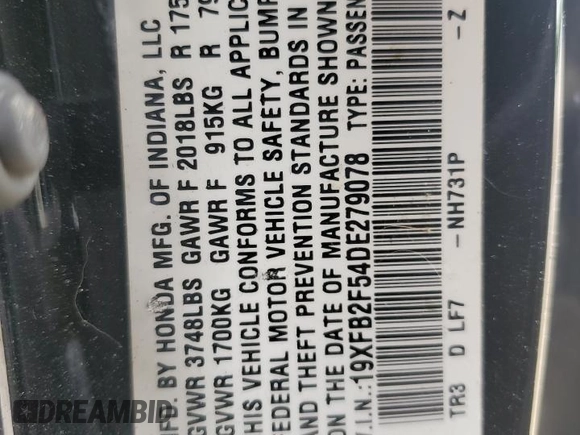 MFD. BY HONDA MFG. OF INDIANA, LLC
GVWR 3748LBS GAWR F 2018LBS R 175
GVWR 1700KG GAWR F 915KG R 79
HIS VEHICLE CONFORMS TO ALL APPLIC
FEDERAL MOTOR VEHICLE SAFETY, BUMP
AND THEFT PREVENTION STANDARDS IN
ON THE DATE OF MANUFACTURE SHOWN
V.I.N.:19XFB2F54DE279078 TYPE: PASSEN
TR3 D LF7 -NH731P -Z
DREAMBID